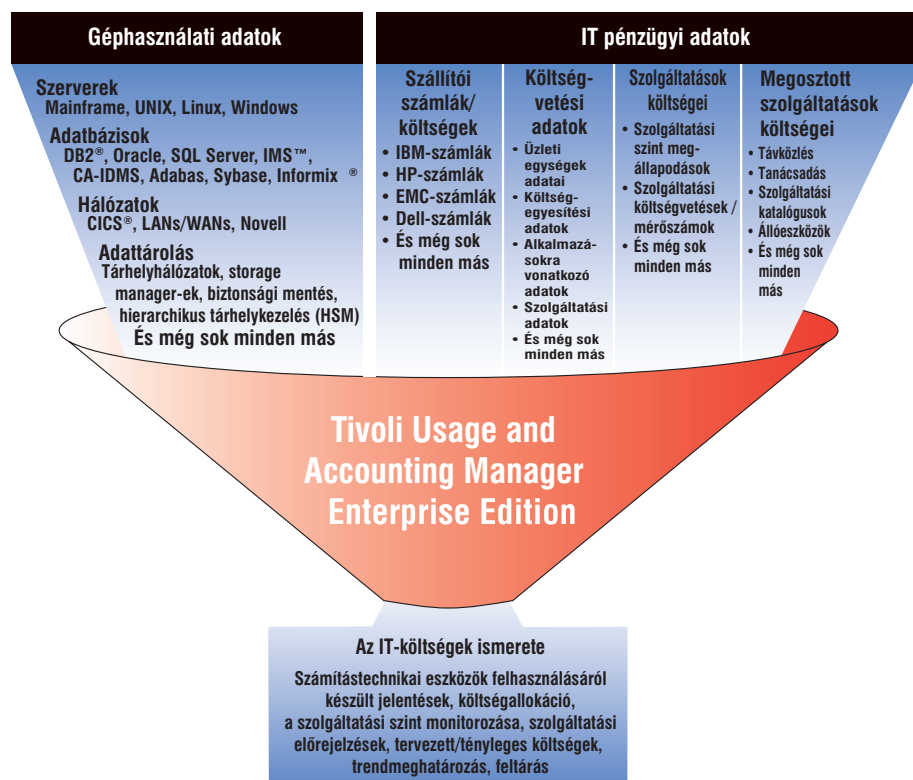 Géphasználati adatok
Szerverek
Mainframe, UNIX, Linux, Windows
Adatbázisok
DB2®, Oracle, SQL Server, IMS™,
CA-IDMS, Adabas, Sybase, Informix ®
Hálózatok
CICS®, LANs/WANs, Novell
Adattárolás
Tárhelyhálózatok, storage
manager-ek, biztonsági mentés,
hierarchikus tárhelykezelés (HSM)
És még sok minden más
IT pénzügyi adatok
Szállítói
számlák/
költségek
• IBM-számlák
• HP-számlák
• EMC-számlák
• Dell-számlák
• És még sok
minden más
Költség-
vetési
adatok
• Üzleti
egységek
adatai
• Költség-
egyesítési
adatok
• Alkalmazá-
sokra
vonatkozó
adatok
• Szolgáltatási
adatok
• És még sok
minden más
Szolgáltatások
költségei
• Szolgáltatási
szint meg-
állapodások
• Szolgáltatási
költségvetések /
mérőszámok
• És még sok
minden más
Megosztott
szolgáltatások
költségei
• Távközlés
• Tanácsadás
• Szolgáltatási
katalógusok
• Állóeszközök
• És még sok
minden
más
Tivoli Usage and
Accounting Manager
Enterprise Edition
Az IT-költségek ismerete
Számítástechnikai eszközök felhasználásáról
készült jelentések, költségallokáció,
a szolgáltatási szint monitorozása, szolgáltatási
előrejelzések, tervezett/tényleges költségek,
trendmeghatározás, feltárás